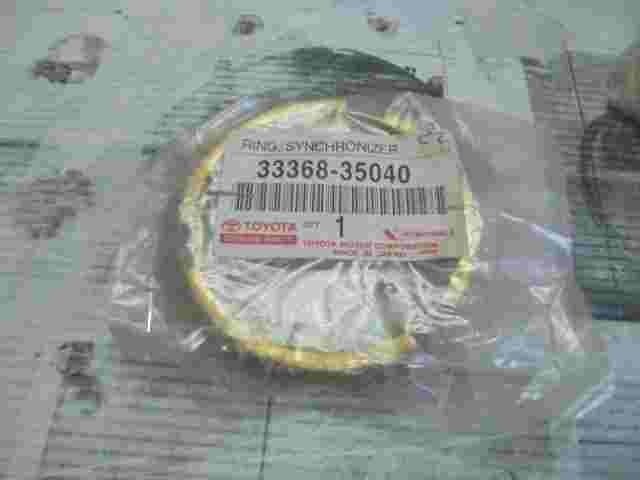 RING, SYNCHRONIZER
33368-35040
TOYOTA QTY 1
TOYOTA MOTOR CORPORATION
MADE IN JAPAN